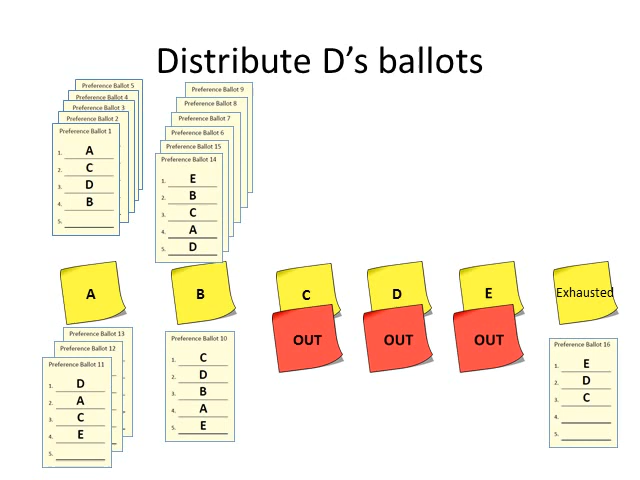 Distribute D’s ballots
Preference Ballot 5
Preference Ballot 4
Preference Ballot 3
Preference Ballot 2
Preference Ballot 1
1. A
2. C
3. D
4. B
5.
Preference Ballot 9
Preference Ballot 8
Preference Ballot 7
Preference Ballot 6
Preference Ballot 15
Preference Ballot 14
1. E
2. B
3. C
4. A
5. D
A
B
C
D
E
Exhausted
OUT
OUT
OUT
Preference Ballot 13
Preference Ballot 12
Preference Ballot 11
1. D
2. A
3. C
4. E
5.
Preference Ballot 10
1. C
2. D
3. B
4. A
5. E
Preference Ballot 16
1. E
2. D
3. C
4.
5.